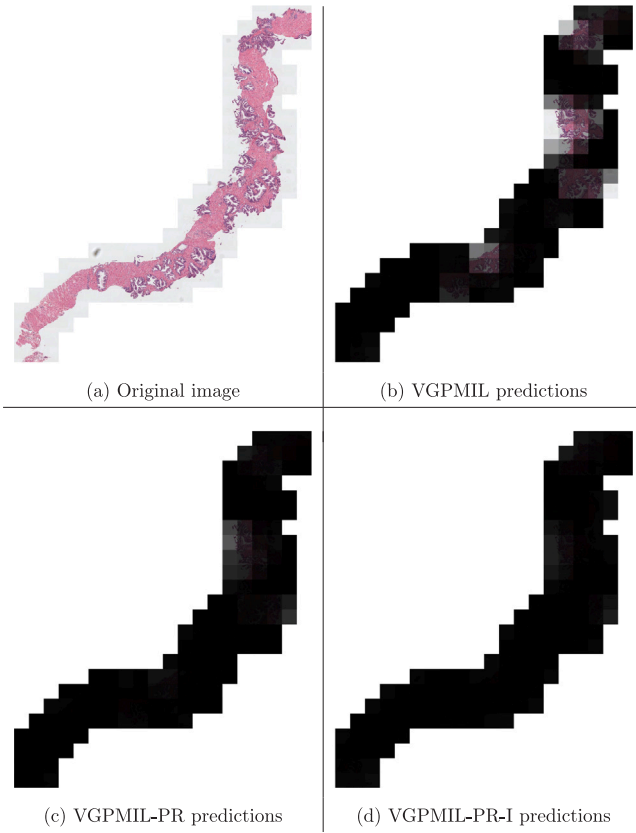 (a) Original image
(b) VGPMIL predictions
(c) VGPMIL-PR predictions
(d) VGPMIL-PR-I predictions